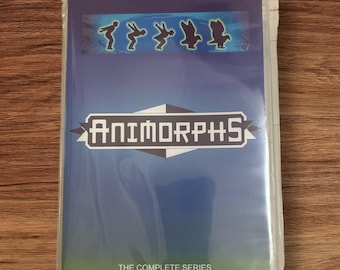 ANIMORPHS
THE COMPLETE SERIES